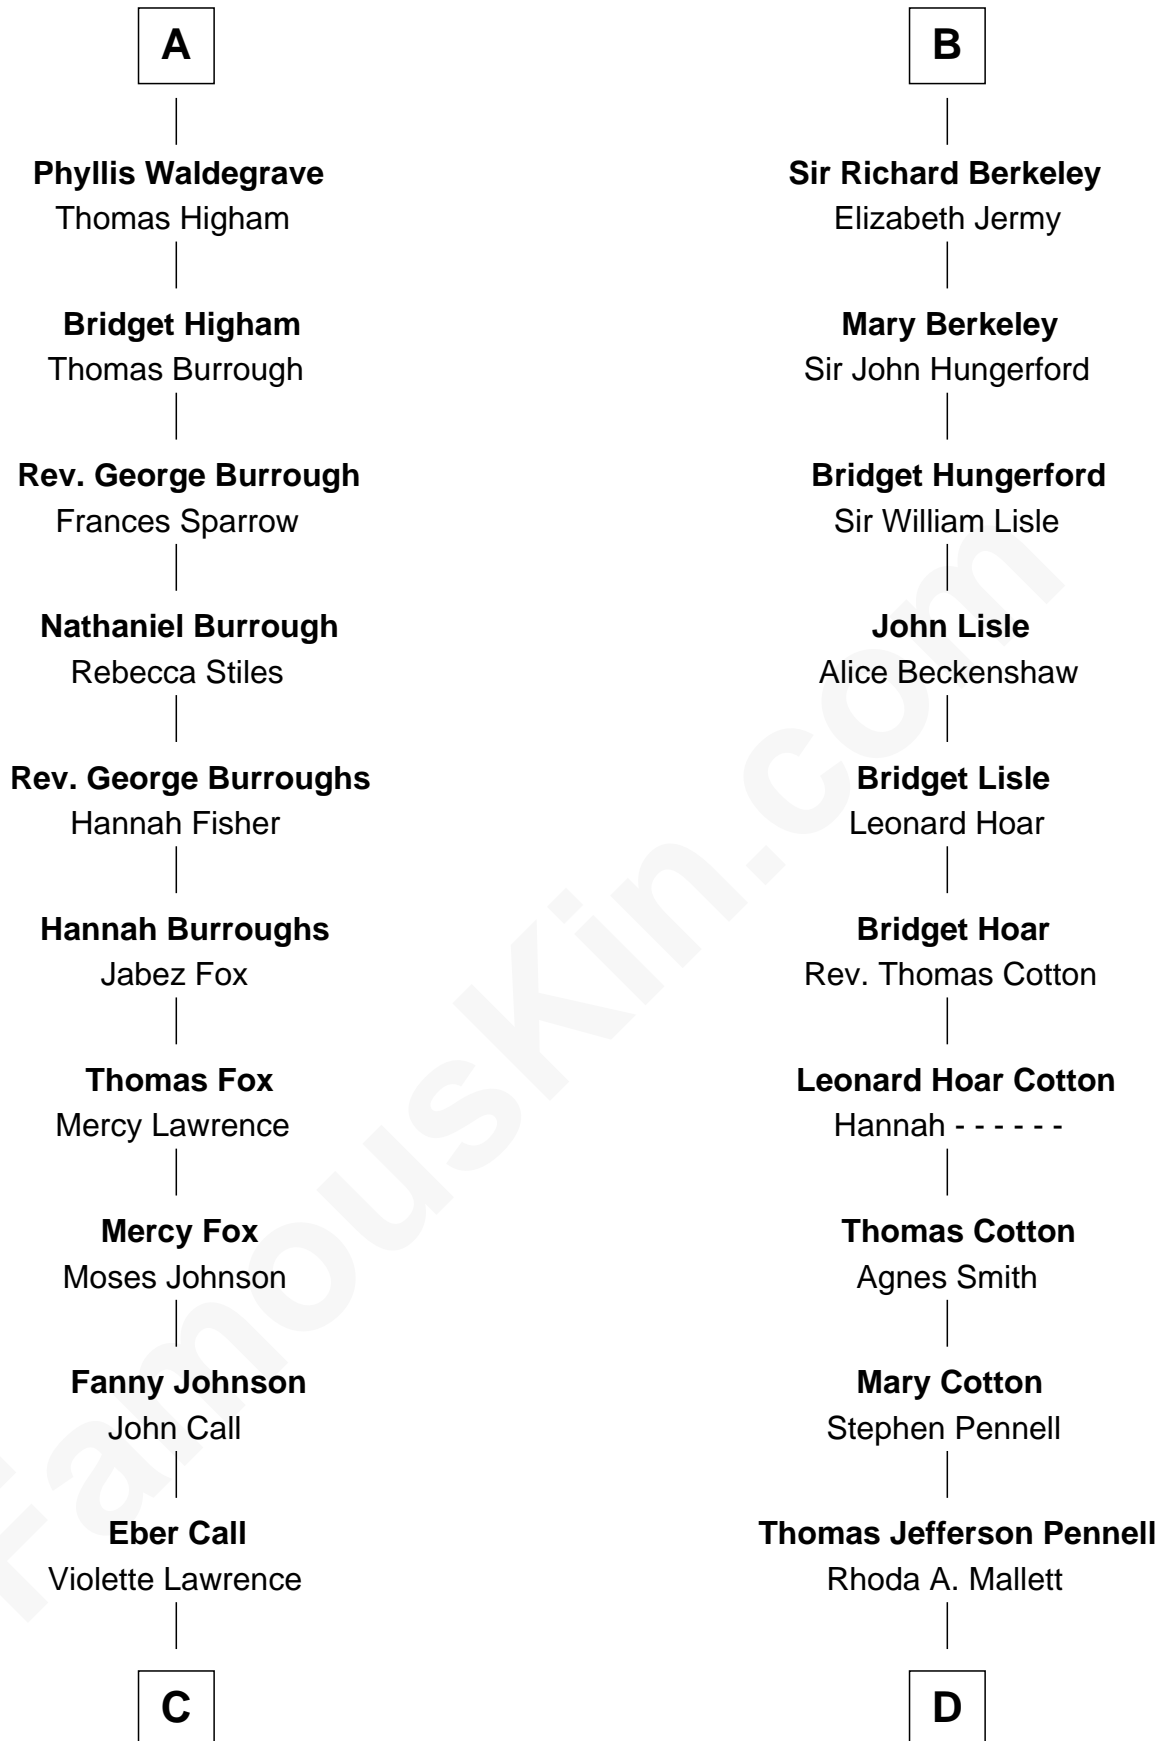 A
Phyllis Waldegrave
Thomas Higham
Bridget Higham
Thomas Burrough
Rev. George Burrough
Frances Sparrow
Nathaniel Burrough
Rebecca Stiles
Rev. George Burroughs
Hannah Fisher
Hannah Burroughs
Jabez Fox
Thomas Fox
Mercy Lawrence
Mercy Fox
Moses Johnson
Fanny Johnson
John Call
Eber Call
Violette Lawrence
C
B
Sir Richard Berkeley
Elizabeth Jermy
Mary Berkeley
Sir John Hungerford
Bridget Hungerford
Sir William Lisle
John Lisle
Alice Beckenshaw
Bridget Lisle
Leonard Hoar
Bridget Hoar
Rev. Thomas Cotton
Leonard Hoar Cotton
Hannah - - - - - -
Thomas Cotton
Agnes Smith
Mary Cotton
Stephen Pennell
Thomas Jefferson Pennell
Rhoda A. Mallett
D
FamousKin.com